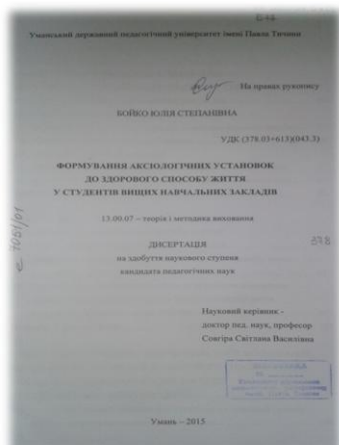 Уманський державний педагогічний університет імені Павла Тичини
На правах рукопису
БОЙКО ЮЛІЯ СТЕПАНІВНА
УДК (378.03+613)(043.3)
ФОРМУВАННЯ АКСІОЛОГІЧНИХ УСТАНОВОК
ДО ЗДОРОВОГО СПОСОБУ ЖИТТЯ
У СТУДЕНТІВ ВИЩИХ НАВЧАЛЬНИХ ЗАКЛАДІВ
13.00.07 – теорія і методика виховання
ДИСЕРТАЦІЯ
378
на здобуття наукового ступеня
кандидата педагогічних наук
Науковий керівник -
доктор пед. наук, професор
Совгіра Світлана Василівна
Умань – 2015